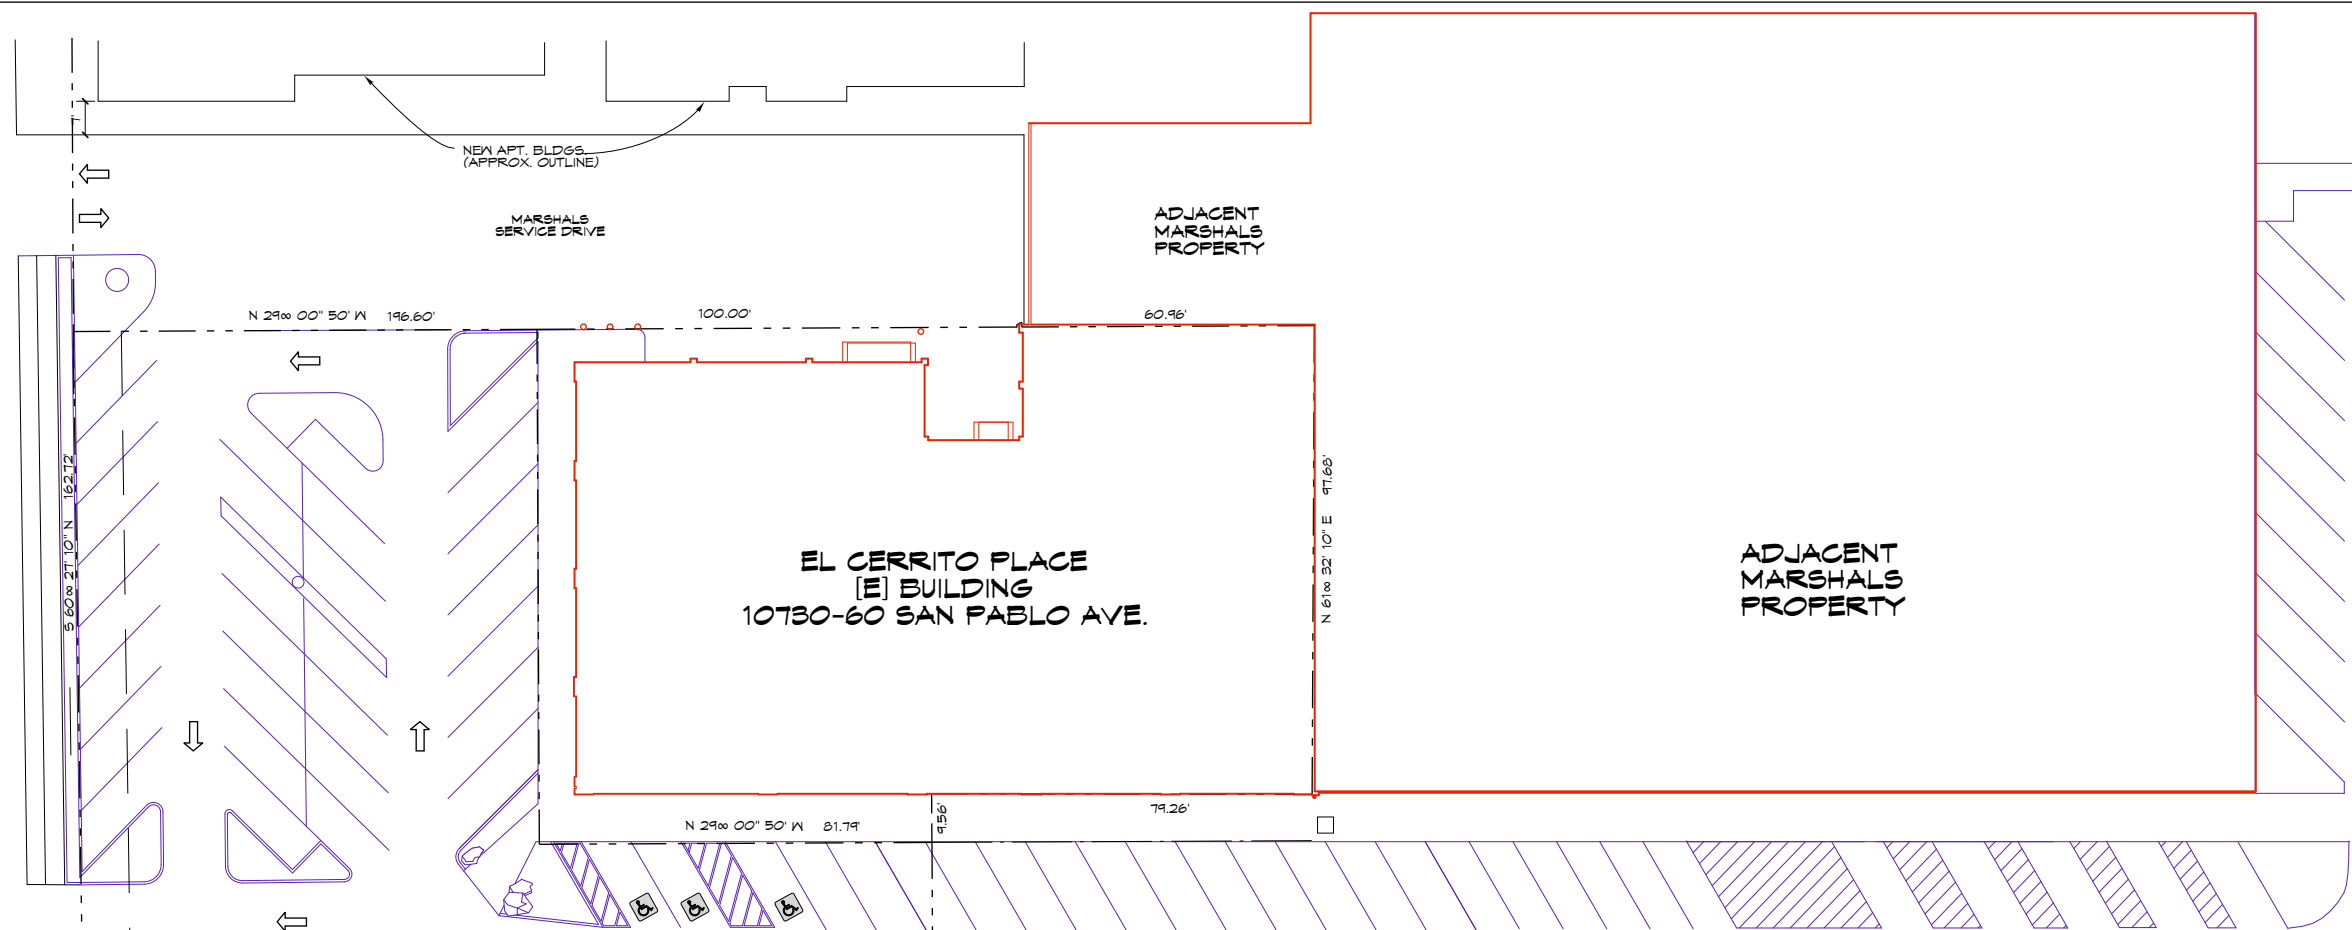 NEW APT. BLDGS.
(APPROX. OUTLINE)
7'
MARSHALS
SERVICE DRIVE
ADJACENT
MARSHALS
PROPERTY
N 29∞ 00" 50' W 196.60'
100.00'
60.96'
S 60∞ 27' 10" N 162.72'
N 61∞ 32' 10" E 97.68'
EL CERRITO PLACE
[E] BUILDING
10730-60 SAN PABLO AVE.
ADJACENT
MARSHALS
PROPERTY
N 29∞ 00" 50' W 81.79'
9.56'
79.26'